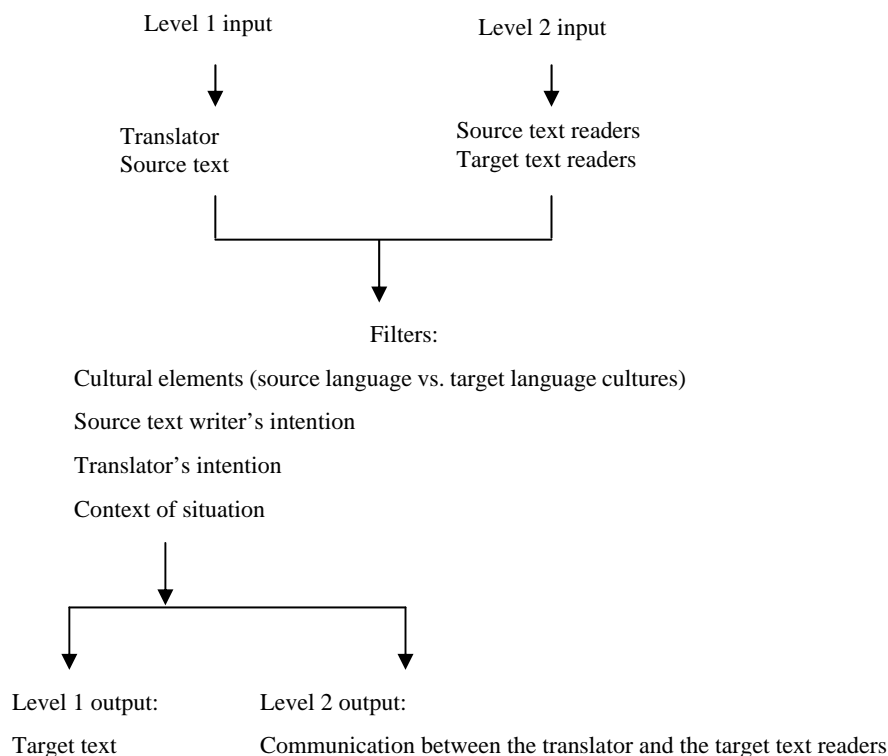 Level 1 input
Level 2 input
Translator
Source text
Source text readers
Target text readers
Filters:
Cultural elements (source language vs. target language cultures)
Source text writer’s intention
Translator’s intention
Context of situation
Level 1 output:
Target text
Level 2 output:
Communication between the translator and the target text readers